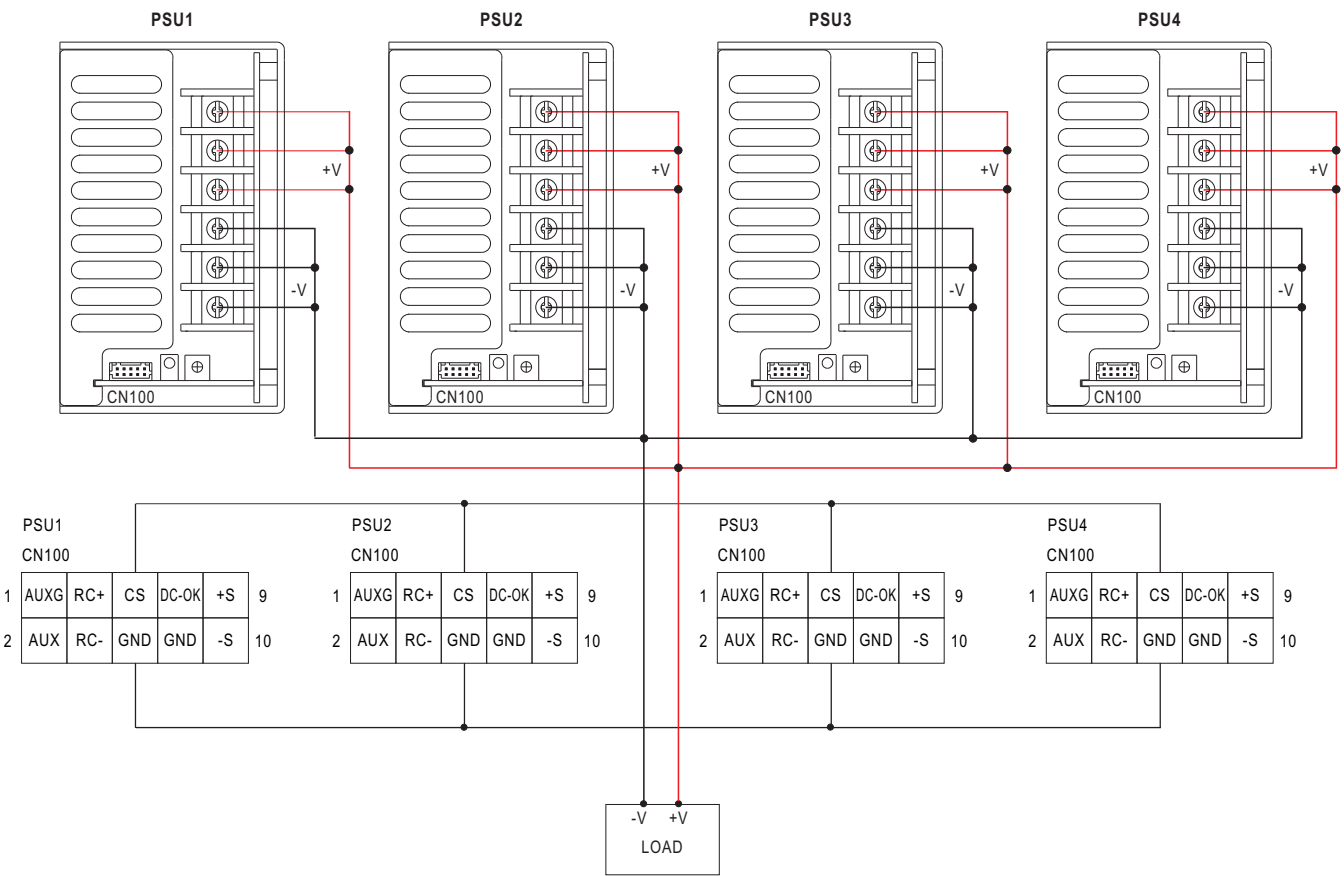 PSU1 PSU2 PSU3 PSU4
+V +V +V +V
-V -V -V -V
CN100 CN100 CN100 CN100
PSU1 PSU2 PSU3 PSU4
CN100 CN100 CN100 CN100
1 AUXG RC+ CS DC-OK +S 9 1 AUXG RC+ CS DC-OK +S 9 1 AUXG RC+ CS DC-OK +S 9 1 AUXG RC+ CS DC-OK +S 9
2 AUX RC- GND GND -S 10 2 AUX RC- GND GND -S 10 2 AUX RC- GND GND -S 10 2 AUX RC- GND GND -S 10
-V +V
LOAD